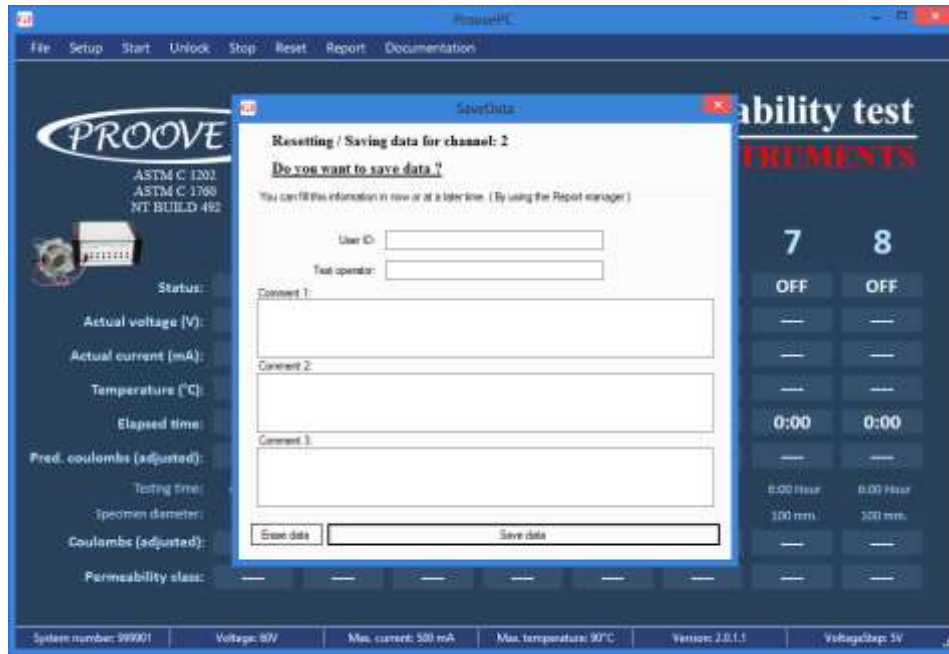 ProovePC
File Setup Start Unlock Stop Reset Report Documentation
PROOVE
ability test
TRUMENTS
ASTM C 1202
ASTM C 1760
NT BUILD 492
SaveData
Resetting / Saving data for channel: 2
Do you want to save data ?
You can fill this information in now or at a later time. ( By using the Report manager )
User ID:
Test operator:
Comment 1:
Comment 2:
Comment 3:
Erase data
Save data
7 8
Status: OFF OFF
Actual voltage (V): ---- ----
Actual current (mA): ---- ----
Temperature (°C): ---- ----
Elapsed time: 0:00 0:00
Pred. coulombs (adjusted): ---- ----
Testing time: 6:00 Hour 6:00 Hour
Specimen diameter: 100 mm. 100 mm.
Coulombs (adjusted): ---- ----
Permeability class: ---- ---- ---- ---- ---- ---- ---- ----
System number: 999901 Voltage: 60V Max. current: 500 mA Max. temperature: 90°C Version: 2.0.1.1 VoltageStep: 5V